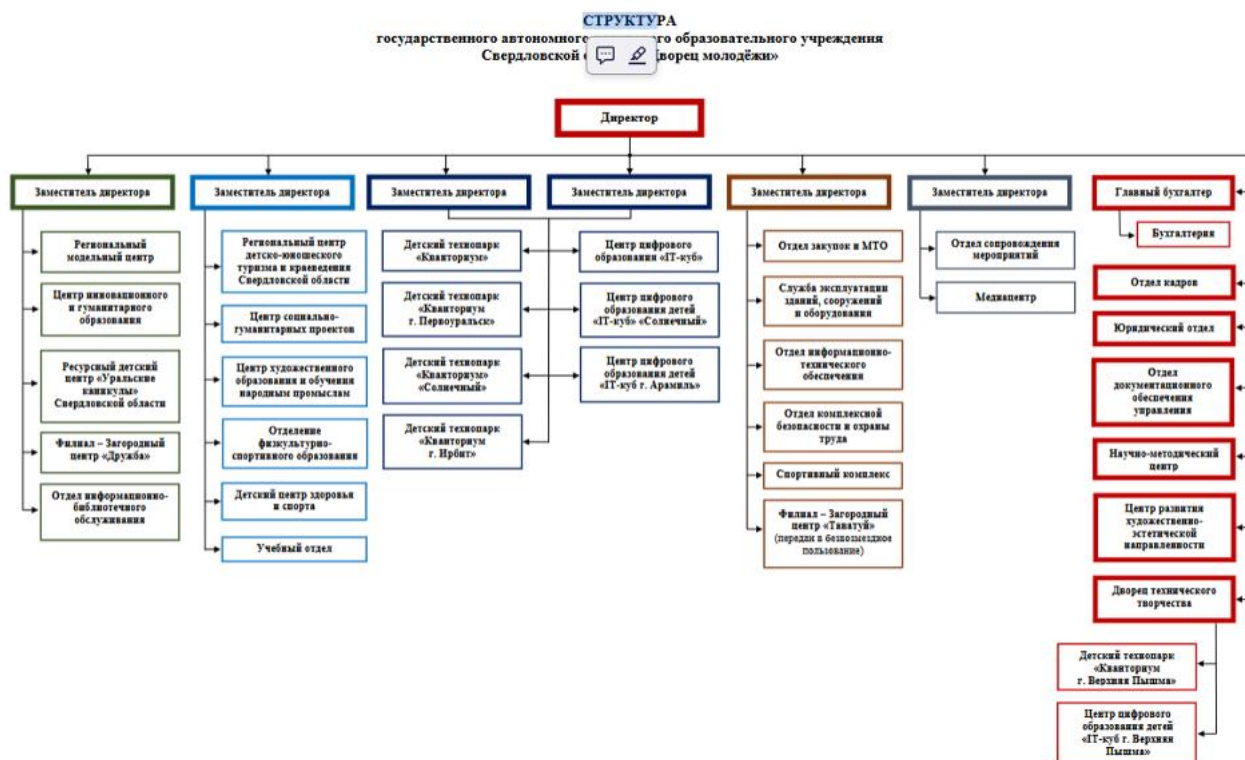 СТРУКТУРА
государственного автономного образовательного учреждения
Свердловской «Дворец молодёжи»
Директор
Заместитель директора
Региональный
модельный центр
Центр инновационного
и гуманитарного
образования
Ресурсный детский
центр «Уральские
каникулы»
Свердловской области
Филиал – Загородный
центр «Дружба»
Отдел информационно-
библиотечного
обслуживания
Заместитель директора
Региональный центр
детско-юношеского
туризма и краеведения
Свердловской области
Центр социально-
гуманитарных проектов
Центр художественного
образования и обучения
народным промыслам
Отделение
физкультурно-
спортивного образования
Детский центр здоровья
и спорта
Учебный отдел
Заместитель директора
Заместитель директора
Детский технопарк
«Кванториум»
Детский технопарк
«Кванториум
г. Первоуральск»
Детский технопарк
«Кванториум»
«Солнечный»
Детский технопарк
«Кванториум
г. Ирбит»
Центр цифрового
образования «IT-куб»
Центр цифрового
образования детей
«IT-куб» «Солнечный»
Центр цифрового
образования детей
«IT-куб г. Арамиль»
Заместитель директора
Отдел закупок и МТО
Служба эксплуатации
зданий, сооружений
и оборудования
Отдел информационно-
технического
обеспечения
Отдел комплексной
безопасности и охраны
труда
Спортивный комплекс
Филиал – Загородный
центр «Таватуй»
(передан в безвозмездное
пользование)
Заместитель директора
Отдел сопровождения
мероприятий
Медиацентр
Главный бухгалтер
Бухгалтерия
Отдел кадров
Юридический отдел
Отдел
документационного
обеспечения
управления
Научно-методический
центр
Центр развития
художественно-
эстетической
направленности
Дворец технического
творчества
Детский технопарк
«Кванториум
г. Верхняя Пышма»
Центр цифрового
образования детей
«IT-куб г. Верхняя
Пышма»